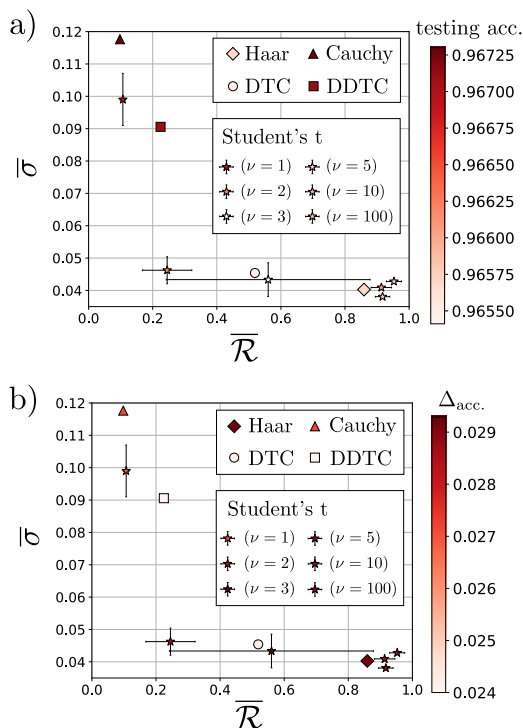 a)
testing acc.
0.12
0.11
0.10
0.09
0.08
0.07
0.06
0.05
0.04
σ̅
Haar Cauchy
DTC DDTC
Student's t
(ν = 1) (ν = 5)
(ν = 2) (ν = 10)
(ν = 3) (ν = 100)
0.0 0.2 0.4 0.6 0.8 1.0
ℛ̅
0.96725
0.96700
0.96675
0.96650
0.96625
0.96600
0.96575
0.96550
b)
Δacc.
0.12
0.11
0.10
0.09
0.08
0.07
0.06
0.05
0.04
σ̅
Haar Cauchy
DTC DDTC
Student's t
(ν = 1) (ν = 5)
(ν = 2) (ν = 10)
(ν = 3) (ν = 100)
0.0 0.2 0.4 0.6 0.8 1.0
ℛ̅
0.029
0.028
0.027
0.026
0.025
0.024